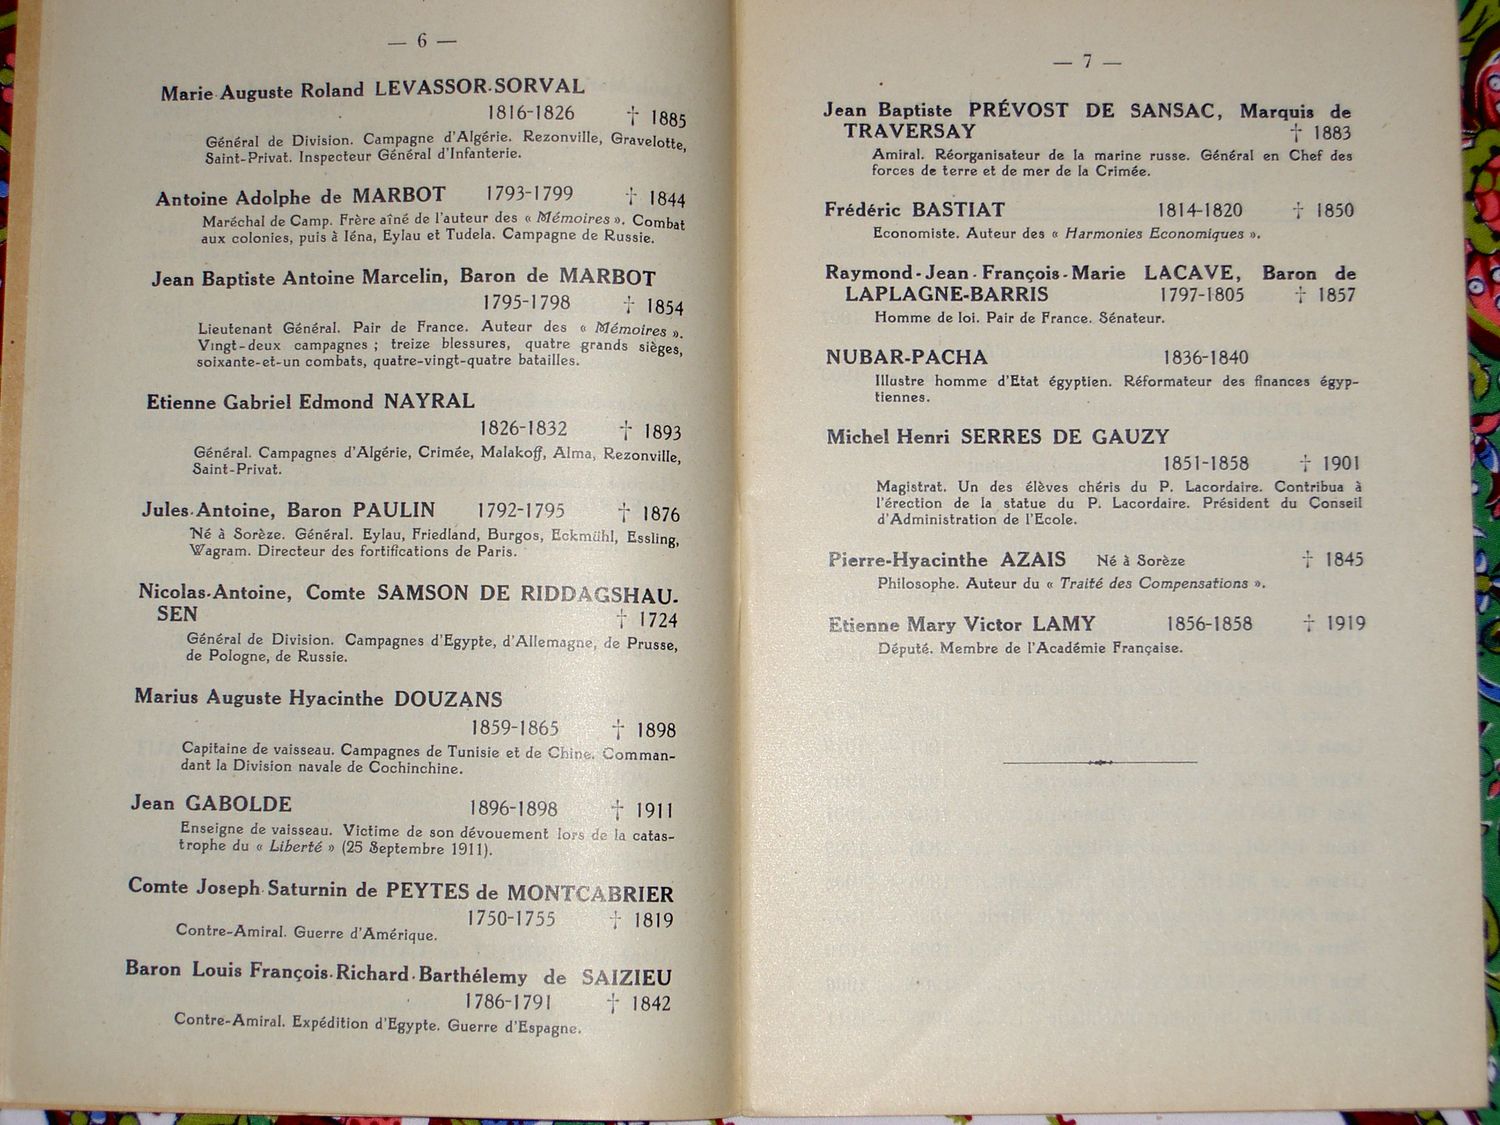 — 6 —
Marie Auguste Roland LEVASSOR-SORVAL
1816-1826 † 1885
Général de Division. Campagne d'Algérie. Rezonville, Gravelotte,
Saint-Privat. Inspecteur Général d'Infanterie.
Antoine Adolphe de MARBOT 1793-1799 † 1844
Maréchal de Camp. Frère aîné de l'auteur des « Mémoires ». Combat
aux colonies, puis à Iéna, Eylau et Tudela. Campagne de Russie.
Jean Baptiste Antoine Marcelin, Baron de MARBOT
1795-1798 † 1854
Lieutenant Général. Pair de France. Auteur des « Mémoires ».
Vingt-deux campagnes ; treize blessures, quatre grands sièges,
soixante-et-un combats, quatre-vingt-quatre batailles.
Etienne Gabriel Edmond NAYRAL
1826-1832 † 1893
Général. Campagnes d'Algérie, Crimée, Malakoff, Alma, Rezonville,
Saint-Privat.
Jules-Antoine, Baron PAULIN 1792-1795 † 1876
Né à Sorèze. Général. Eylau, Friedland, Burgos, Eckmühl, Essling,
Wagram. Directeur des fortifications de Paris.
Nicolas-Antoine, Comte SAMSON DE RIDDAGSHAU-
SEN † 1724
Général de Division. Campagnes d'Egypte, d'Allemagne, de Prusse,
de Pologne, de Russie.
Marius Auguste Hyacinthe DOUZANS
1859-1865 † 1898
Capitaine de vaisseau. Campagnes de Tunisie et de Chine. Comman-
dant la Division navale de Cochinchine.
Jean GABOLDE 1896-1898 † 1911
Enseigne de vaisseau. Victime de son dévouement lors de la catas-
trophe du « Liberté » (25 Septembre 1911).
Comte Joseph-Saturnin de PEYTES de MONTCABRIER
1750-1755 † 1819
Contre-Amiral. Guerre d'Amérique.
Baron Louis François-Richard-Barthélemy de SAIZIEU
1786-1791 † 1842
Contre-Amiral. Expédition d'Egypte. Guerre d'Espagne.
— 7 —
Jean Baptiste PRÉVOST DE SANSAC, Marquis de
TRAVERSAY † 1883
Amiral. Réorganisateur de la marine russe. Général en Chef des
forces de terre et de mer de la Crimée.
Frédéric BASTIAT 1814-1820 † 1850
Economiste. Auteur des « Harmonies Economiques ».
Raymond-Jean-François-Marie LACAVE, Baron de
LAPLAGNE-BARRIS 1797-1805 † 1857
Homme de loi. Pair de France. Sénateur.
NUBAR-PACHA 1836-1840
Illustre homme d'Etat égyptien. Réformateur des finances égyp-
tiennes.
Michel Henri SERRES DE GAUZY
1851-1858 † 1901
Magistrat. Un des élèves chéris du P. Lacordaire. Contribua à
l'érection de la statue du P. Lacordaire. Président du Conseil
d'Administration de l'Ecole.
Pierre-Hyacinthe AZAIS Né à Sorèze † 1845
Philosophe. Auteur du « Traité des Compensations ».
Etienne Mary Victor LAMY 1856-1858 † 1919
Député. Membre de l'Académie Française.